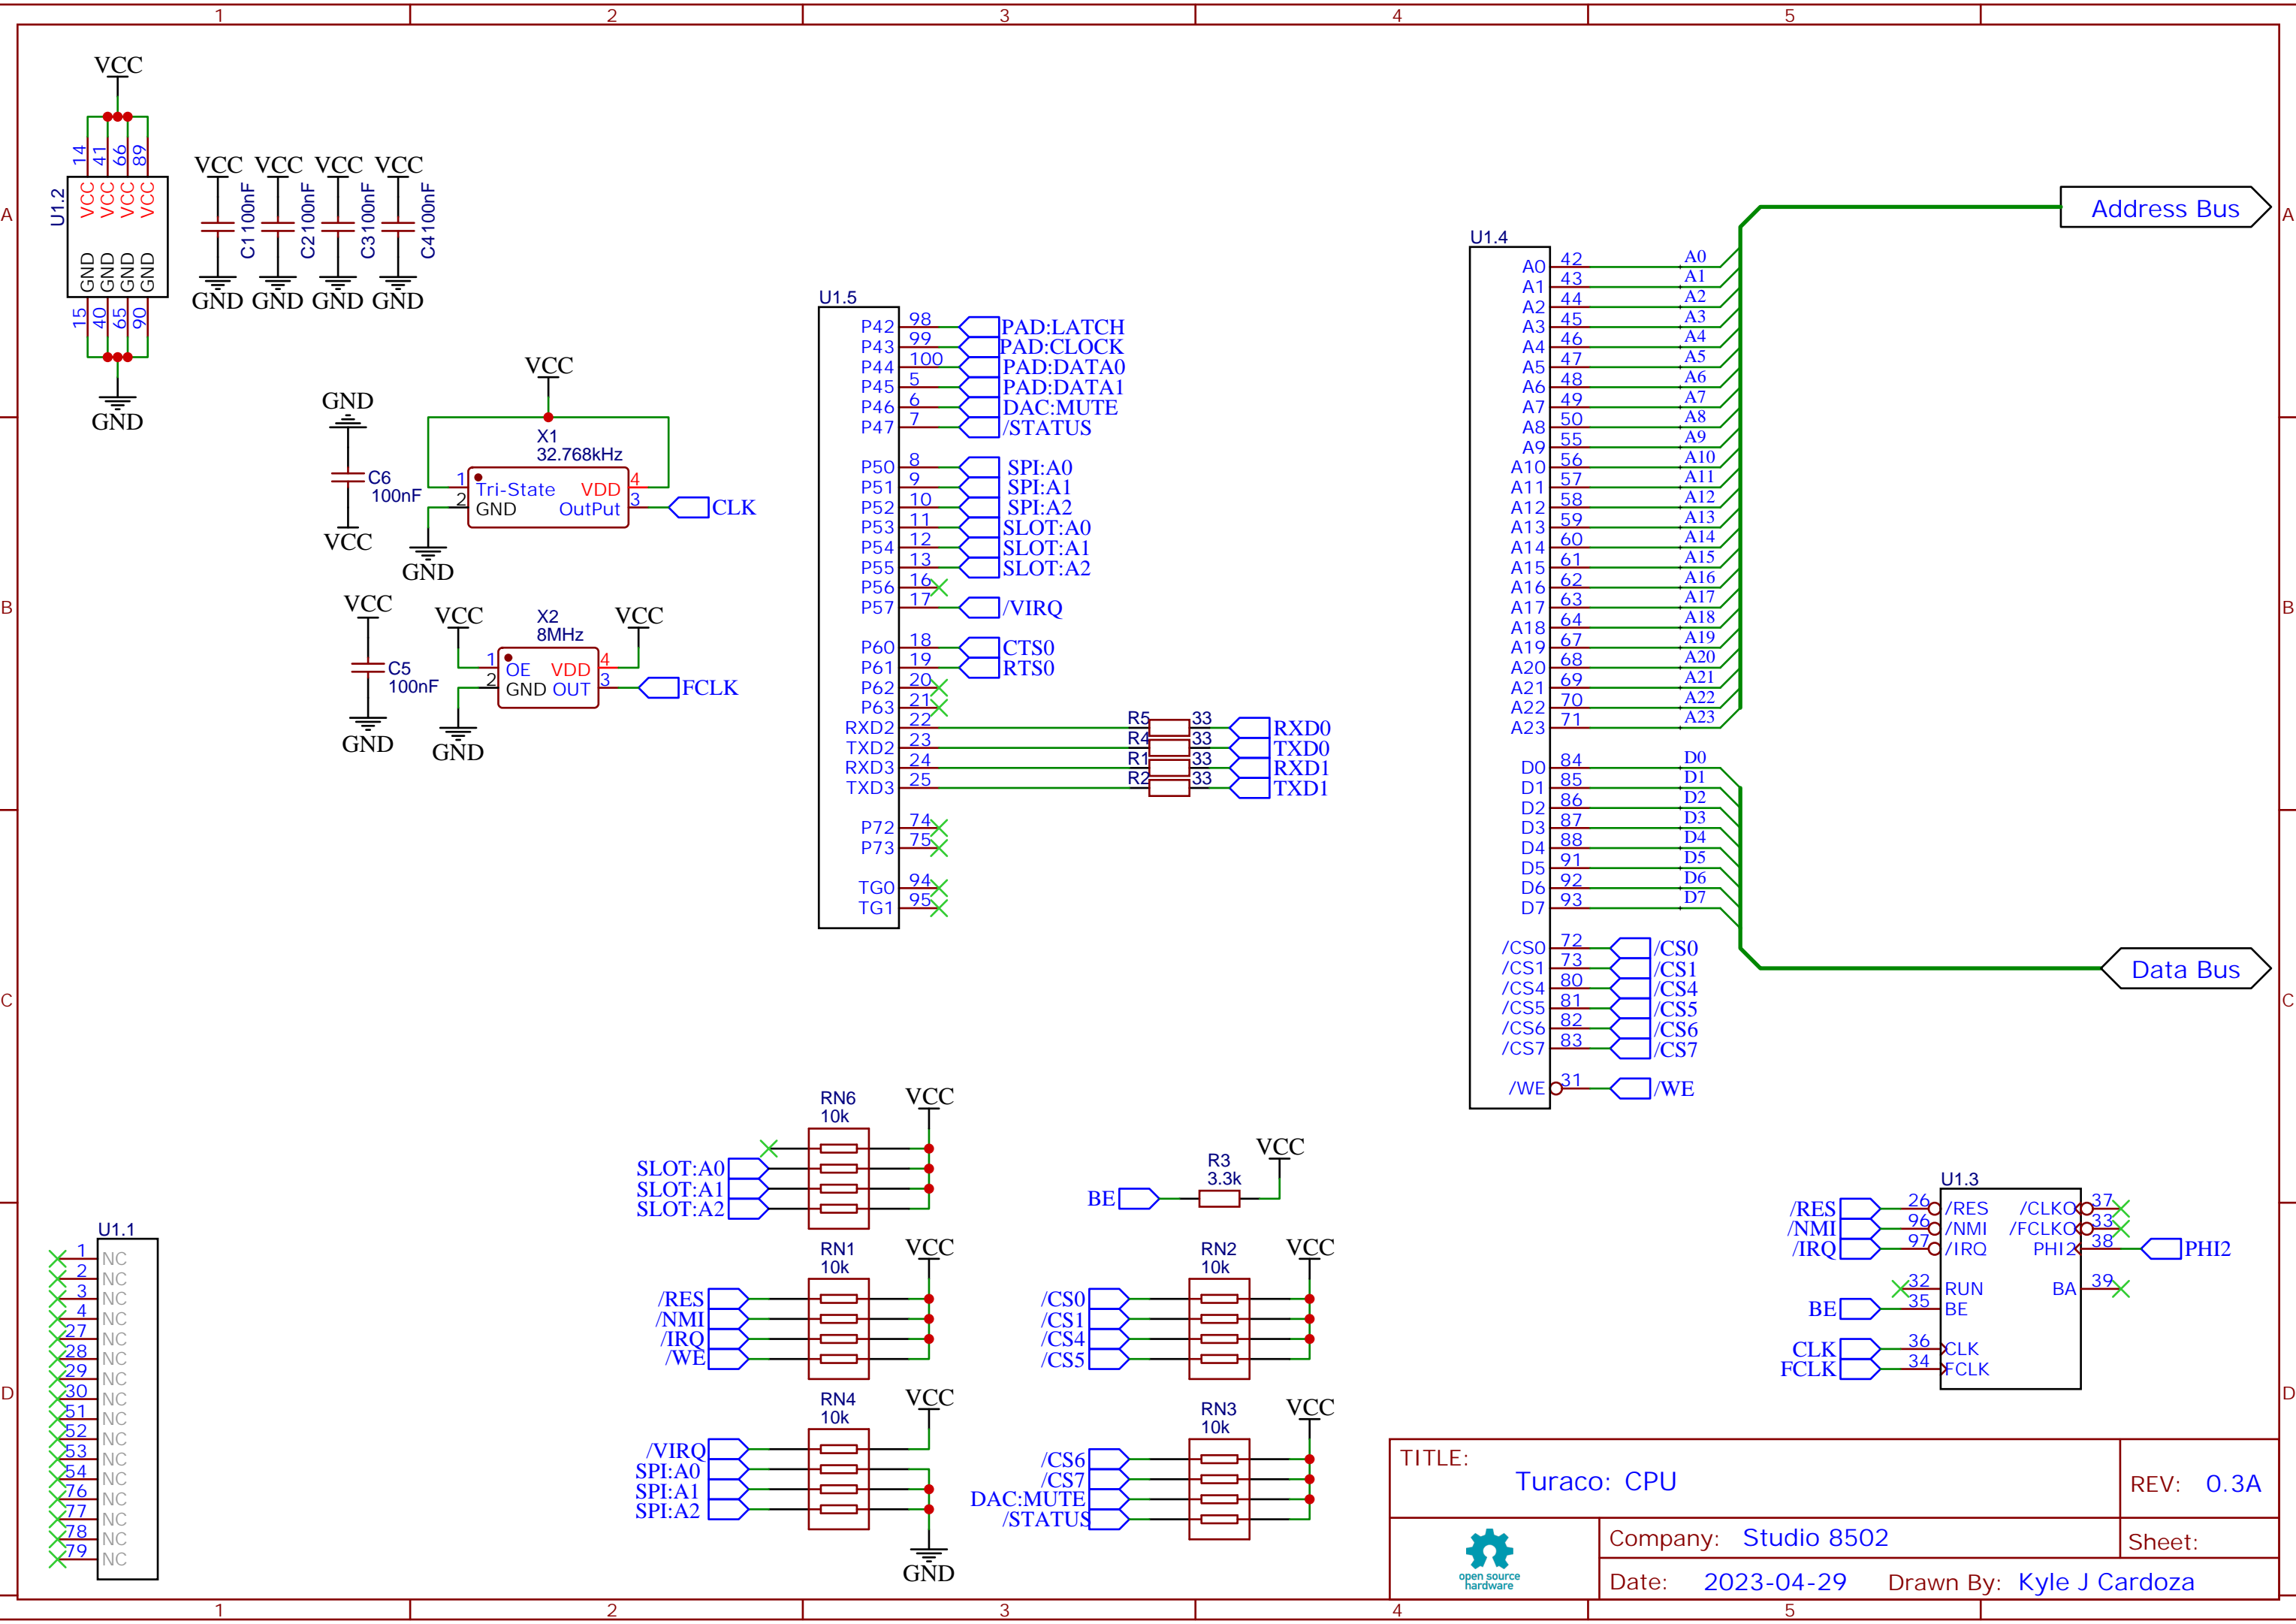 1 2 3 4 5
A
B
C
D
VCC
14 41 66 89
U1.2
VCC VCC VCC VCC
GND GND GND GND
15 40 65 90
GND
VCC VCC VCC VCC
C1 100nF
C2 100nF
C3 100nF
C4 100nF
GND GND GND GND
GND
C6
100nF
VCC
VCC
X1
32.768kHz
1 Tri-State VDD 4
2 GND OutPut 3
CLK
GND
VCC
C5
100nF
GND
VCC
X2
8MHz
VCC
1 OE VDD 4
2 GND OUT 3
FCLK
GND
U1.5
P42 98 PAD:LATCH
P43 99 PAD:CLOCK
P44 100 PAD:DATA0
P45 5 PAD:DATA1
P46 6 DAC:MUTE
P47 7 /STATUS
P50 8 SPI:A0
P51 9 SPI:A1
P52 10 SPI:A2
P53 11 SLOT:A0
P54 12 SLOT:A1
P55 13 SLOT:A2
P56 16
P57 17 /VIRQ
P60 18 CTS0
P61 19 RTS0
P62 20
P63 21
RXD2 22 R5 33 RXD0
TXD2 23 R4 33 TXD0
RXD3 24 R1 33 RXD1
TXD3 25 R2 33 TXD1
P72 74
P73 75
TG0 94
TG1 95
U1.4
A0 42 A0
A1 43 A1
A2 44 A2
A3 45 A3
A4 46 A4
A5 47 A5
A6 48 A6
A7 49 A7
A8 50 A8
A9 55 A9
A10 56 A10
A11 57 A11
A12 58 A12
A13 59 A13
A14 60 A14
A15 61 A15
A16 62 A16
A17 63 A17
A18 64 A18
A19 67 A19
A20 68 A20
A21 69 A21
A22 70 A22
A23 71 A23
Address Bus
D0 84 D0
D1 85 D1
D2 86 D2
D3 87 D3
D4 88 D4
D5 91 D5
D6 92 D6
D7 93 D7
Data Bus
/CS0 72 /CS0
/CS1 73 /CS1
/CS4 80 /CS4
/CS5 81 /CS5
/CS6 82 /CS6
/CS7 83 /CS7
/WE 31 /WE
RN6
10k
VCC
SLOT:A0
SLOT:A1
SLOT:A2
R3
3.3k
VCC
BE
RN1
10k
VCC
/RES
/NMI
/IRQ
/WE
RN2
10k
VCC
/CS0
/CS1
/CS4
/CS5
RN4
10k
VCC
/VIRQ
SPI:A0
SPI:A1
SPI:A2
GND
RN3
10k
VCC
/CS6
/CS7
DAC:MUTE
/STATUS
U1.3
/RES 26 /RES /CLKO 37
/NMI 96 /NMI /FCLKO 33
/IRQ 97 /IRQ PHI2 38 PHI2
32 RUN BA 39
BE 35 BE
CLK 36 CLK
FCLK 34 FCLK
U1.1
1 NC
2 NC
3 NC
4 NC
27 NC
28 NC
29 NC
30 NC
51 NC
52 NC
53 NC
54 NC
76 NC
77 NC
78 NC
79 NC
TITLE:
Turaco: CPU
REV: 0.3A
open source
hardware
Company: Studio 8502
Sheet:
Date: 2023-04-29 Drawn By: Kyle J Cardoza
A
B
C
D
1 2 3 4 5